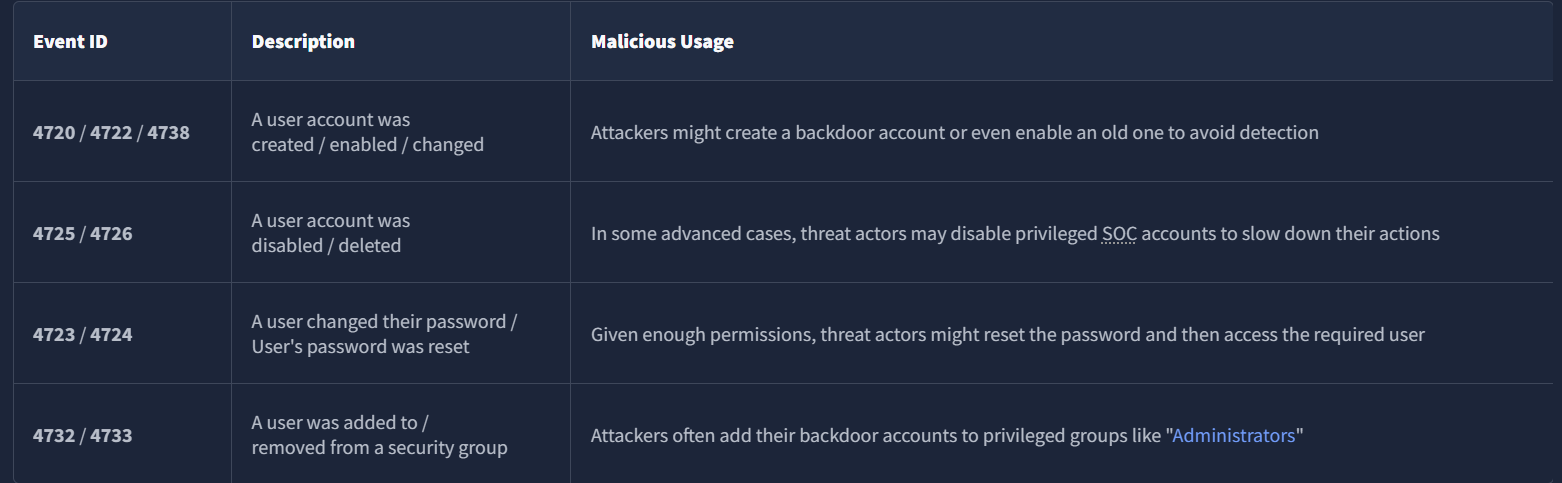 Event ID Description Malicious Usage
4720 / 4722 / 4738
A user account was
created / enabled / changed
Attackers might create a backdoor account or even enable an old one to avoid detection
4725 / 4726
A user account was
disabled / deleted
In some advanced cases, threat actors may disable privileged SOC accounts to slow down their actions
4723 / 4724
A user changed their password /
User's password was reset
Given enough permissions, threat actors might reset the password and then access the required user
4732 / 4733
A user was added to /
removed from a security group
Attackers often add their backdoor accounts to privileged groups like "Administrators"